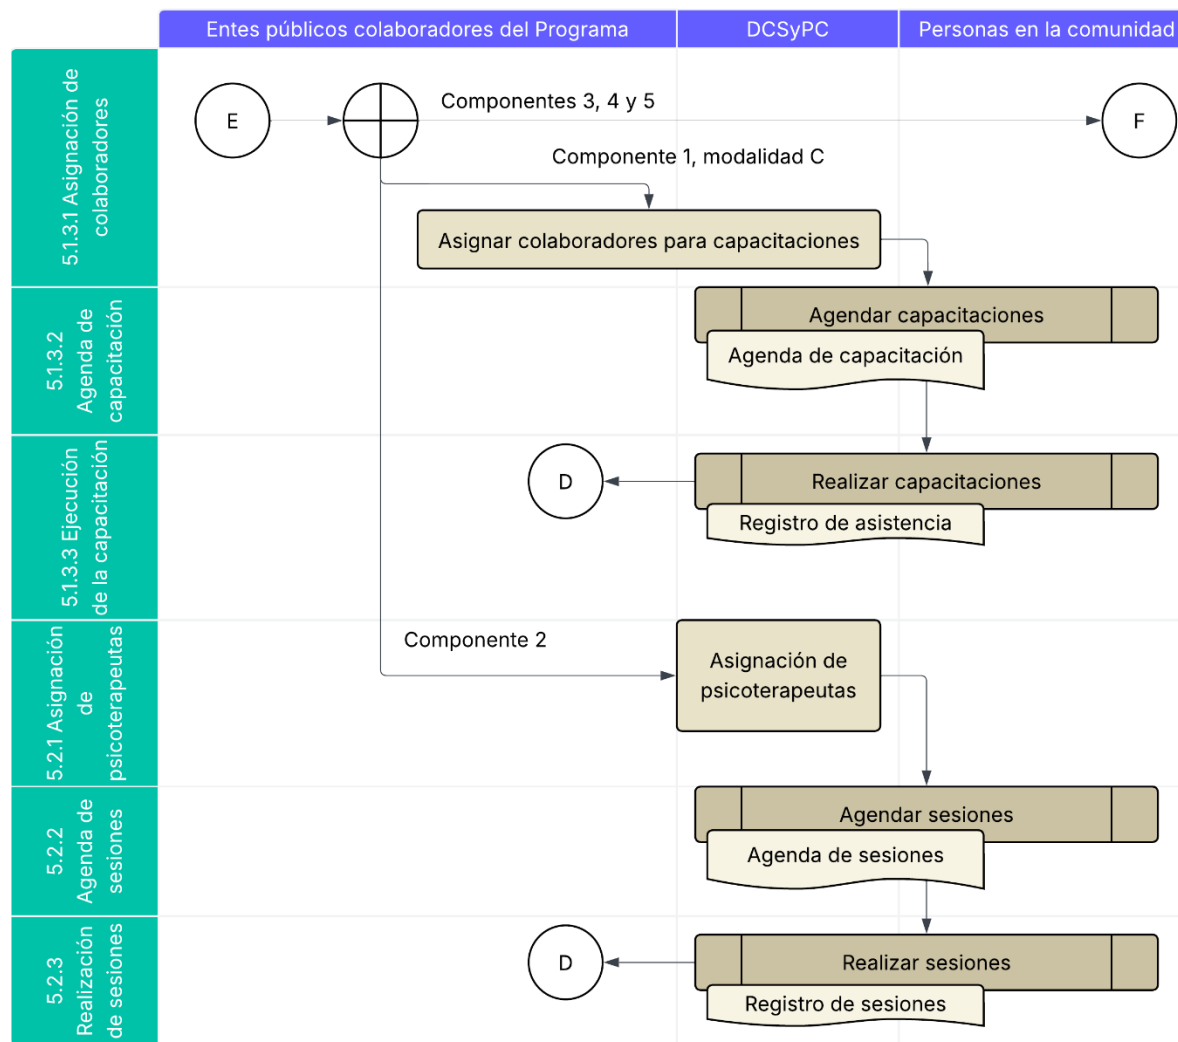 Entes públicos colaboradores del Programa
DCSyPC
Personas en la comunidad
5.1.3.1 Asignación de
colaboradores
E
Componentes 3, 4 y 5
F
Componente 1, modalidad C
Asignar colaboradores para capacitaciones
5.1.3.2
Agenda de
capacitación
Agendar capacitaciones
Agenda de capacitación
5.1.3.3 Ejecución
de la capacitación
D
Realizar capacitaciones
Registro de asistencia
5.2.1 Asignación
de
psicoterapeutas
Componente 2
Asignación de
psicoterapeutas
5.2.2
Agenda de
sesiones
Agendar sesiones
Agenda de sesiones
5.2.3
Realización
de sesiones
D
Realizar sesiones
Registro de sesiones